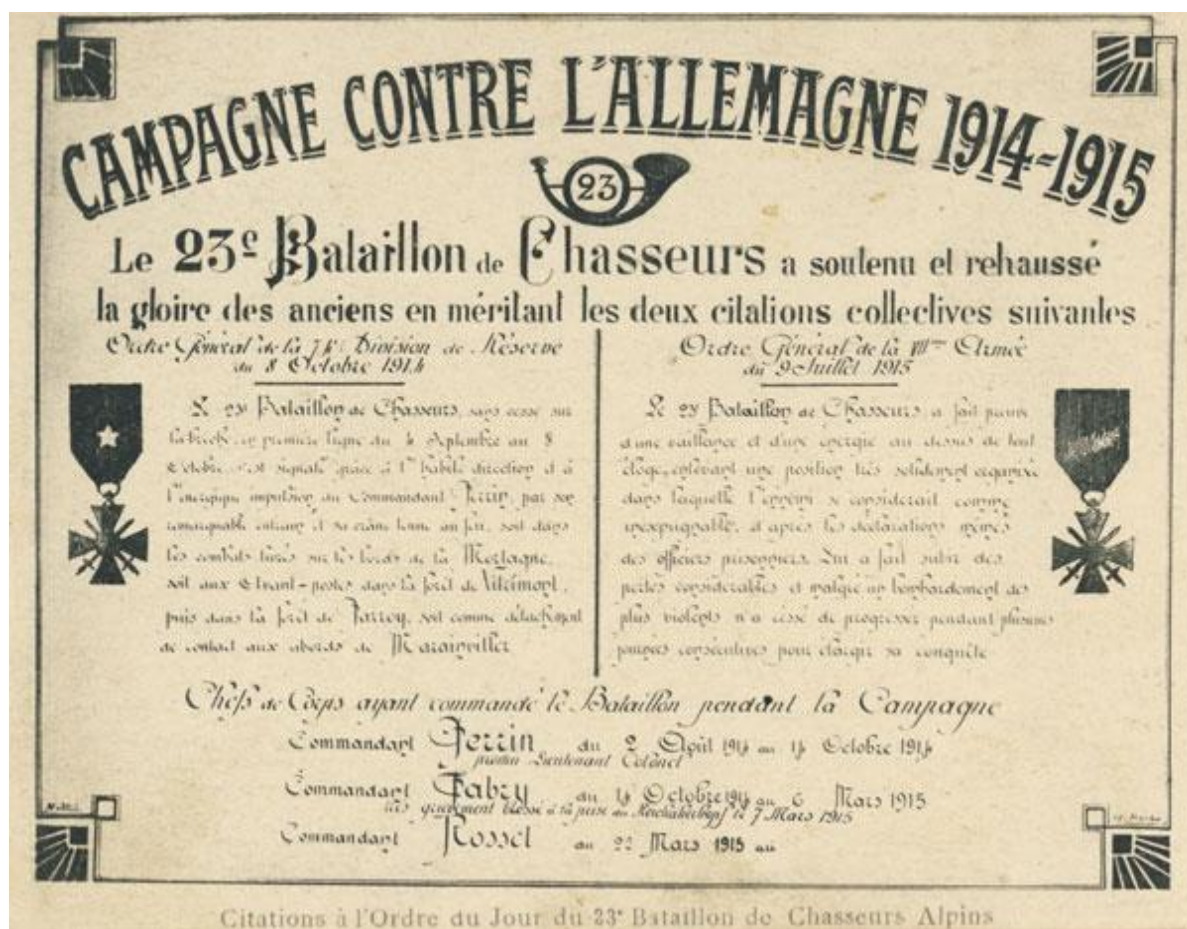 CAMPAGNE CONTRE L'ALLEMAGNE 1914-1915
23
Le 23e Bataillon de Chasseurs a soutenu et rehaussé
la gloire des anciens en méritant les deux citations collectives suivantes
Ordre Général de la 74e Division de Réserve
du 8 Octobre 1914
Le 23e Bataillon de Chasseurs, sans cesse sur
la brèche, en première ligne du 4 Septembre au 8
Octobre, s'est signalé grâce à l'habile direction et à
l'énergique impulsion du Commandant Perrin, par son
remarquable entrain et sa crâne tenue au feu, soit dans
les combats livrés sur les bords de la Mortagne,
soit aux Avant-postes dans la forêt de Vitrimont,
puis dans la forêt de Parroy, soit comme détachement
de contact aux abords de Marainviller
Ordre Général de la VIIme Armée
du 9 Juillet 1915
Le 23e Bataillon de Chasseurs a fait preuve
d'une vaillance et d'une énergie au dessus de tout
éloge, enlevant une position très solidement organisée
dans laquelle l'ennemi se considérait comme
inexpugnable, d'après les déclarations mêmes
des officiers prisonniers. Lui a fait subir des
pertes considérables et malgré un bombardement des
plus violents n'a cessé de progresser pendant plusieurs
journées consécutives pour élargir sa conquête
Chefs de Corps ayant commandé le Bataillon pendant la Campagne
Commandant Perrin du 2 Août 1914 au 14 Octobre 1914
promu Lieutenant Colonel
Commandant Fabry du 14 Octobre 1914 au 6 Mars 1915
très grièvement blessé à la prise du Reichakerkopf le 7 Mars 1915
Commandant Rossel du 22 Mars 1915 au
Citations à l'Ordre du Jour du 23e Bataillon de Chasseurs Alpins